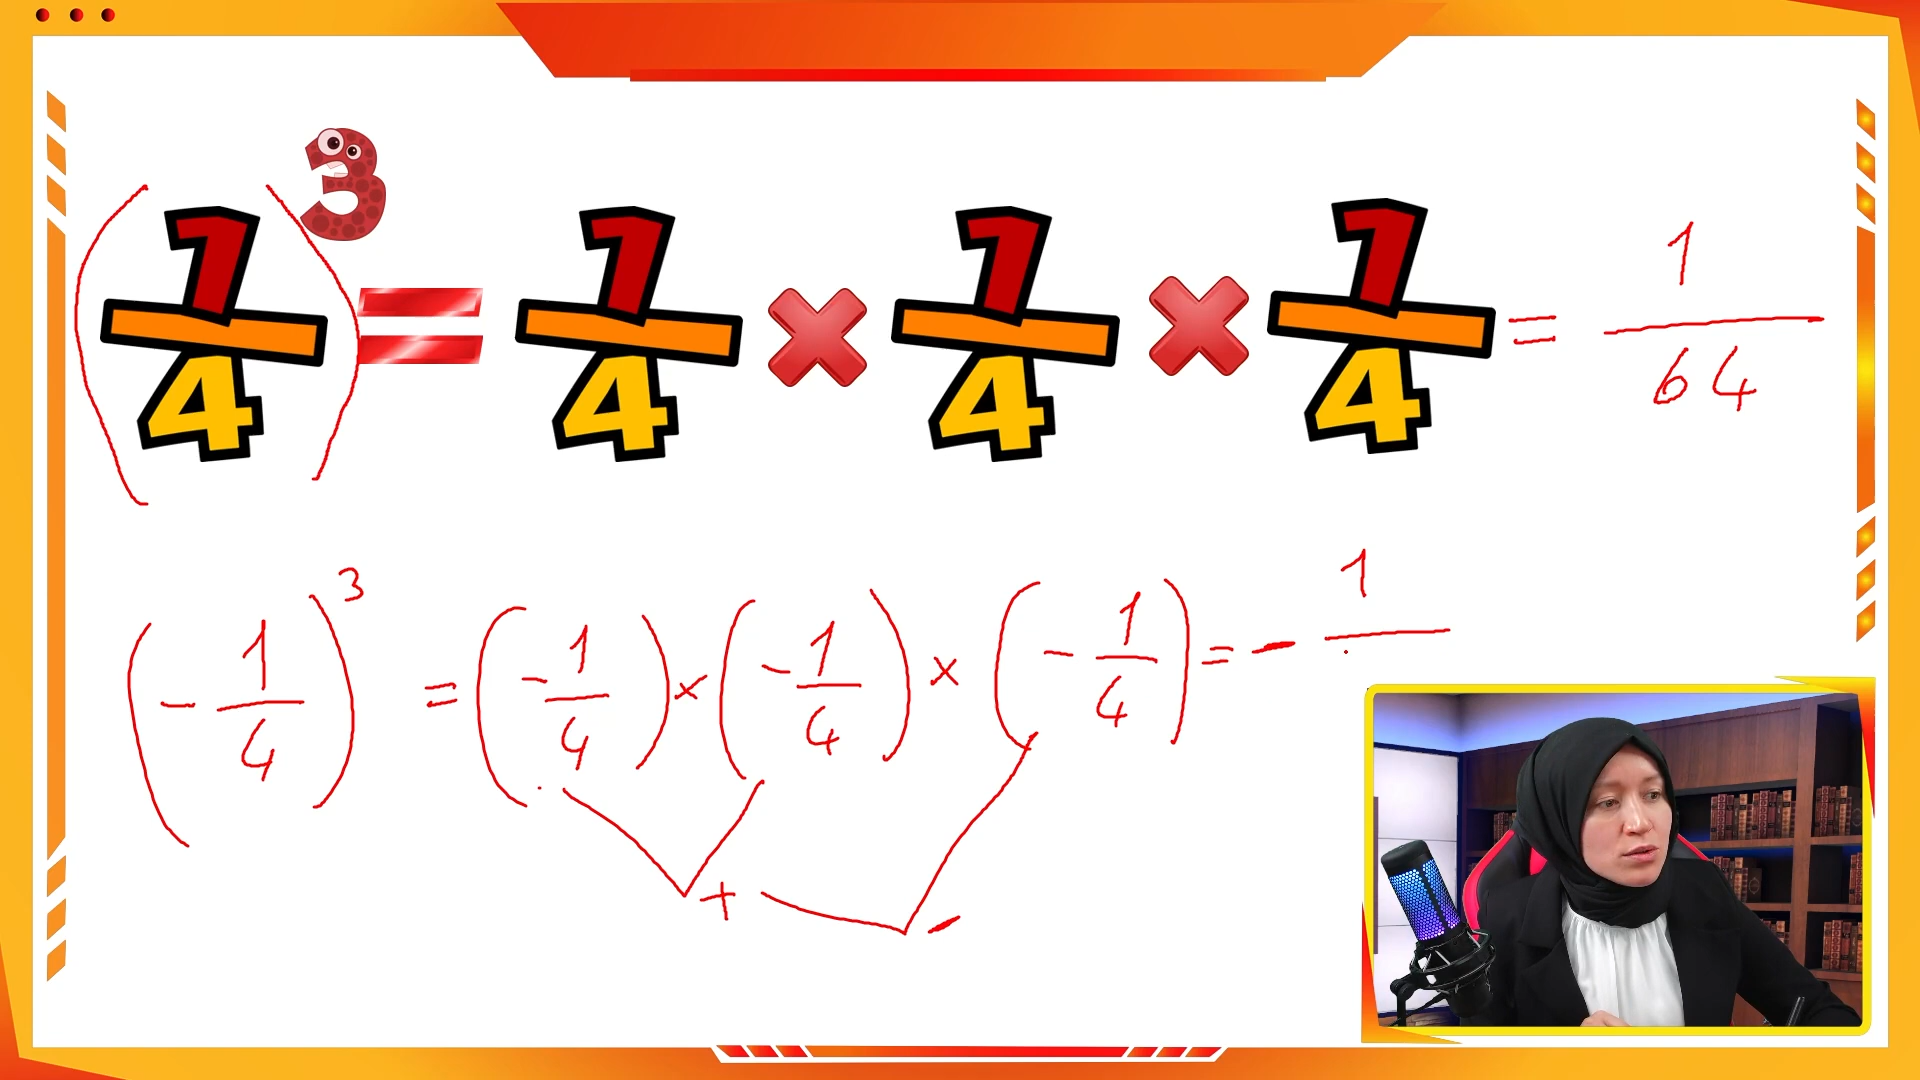 (1/4)³ = 1/4 × 1/4 × 1/4 = 1/64
(-1/4)³ = (-1/4) × (-1/4) × (-1/4) = - 1/
+ -